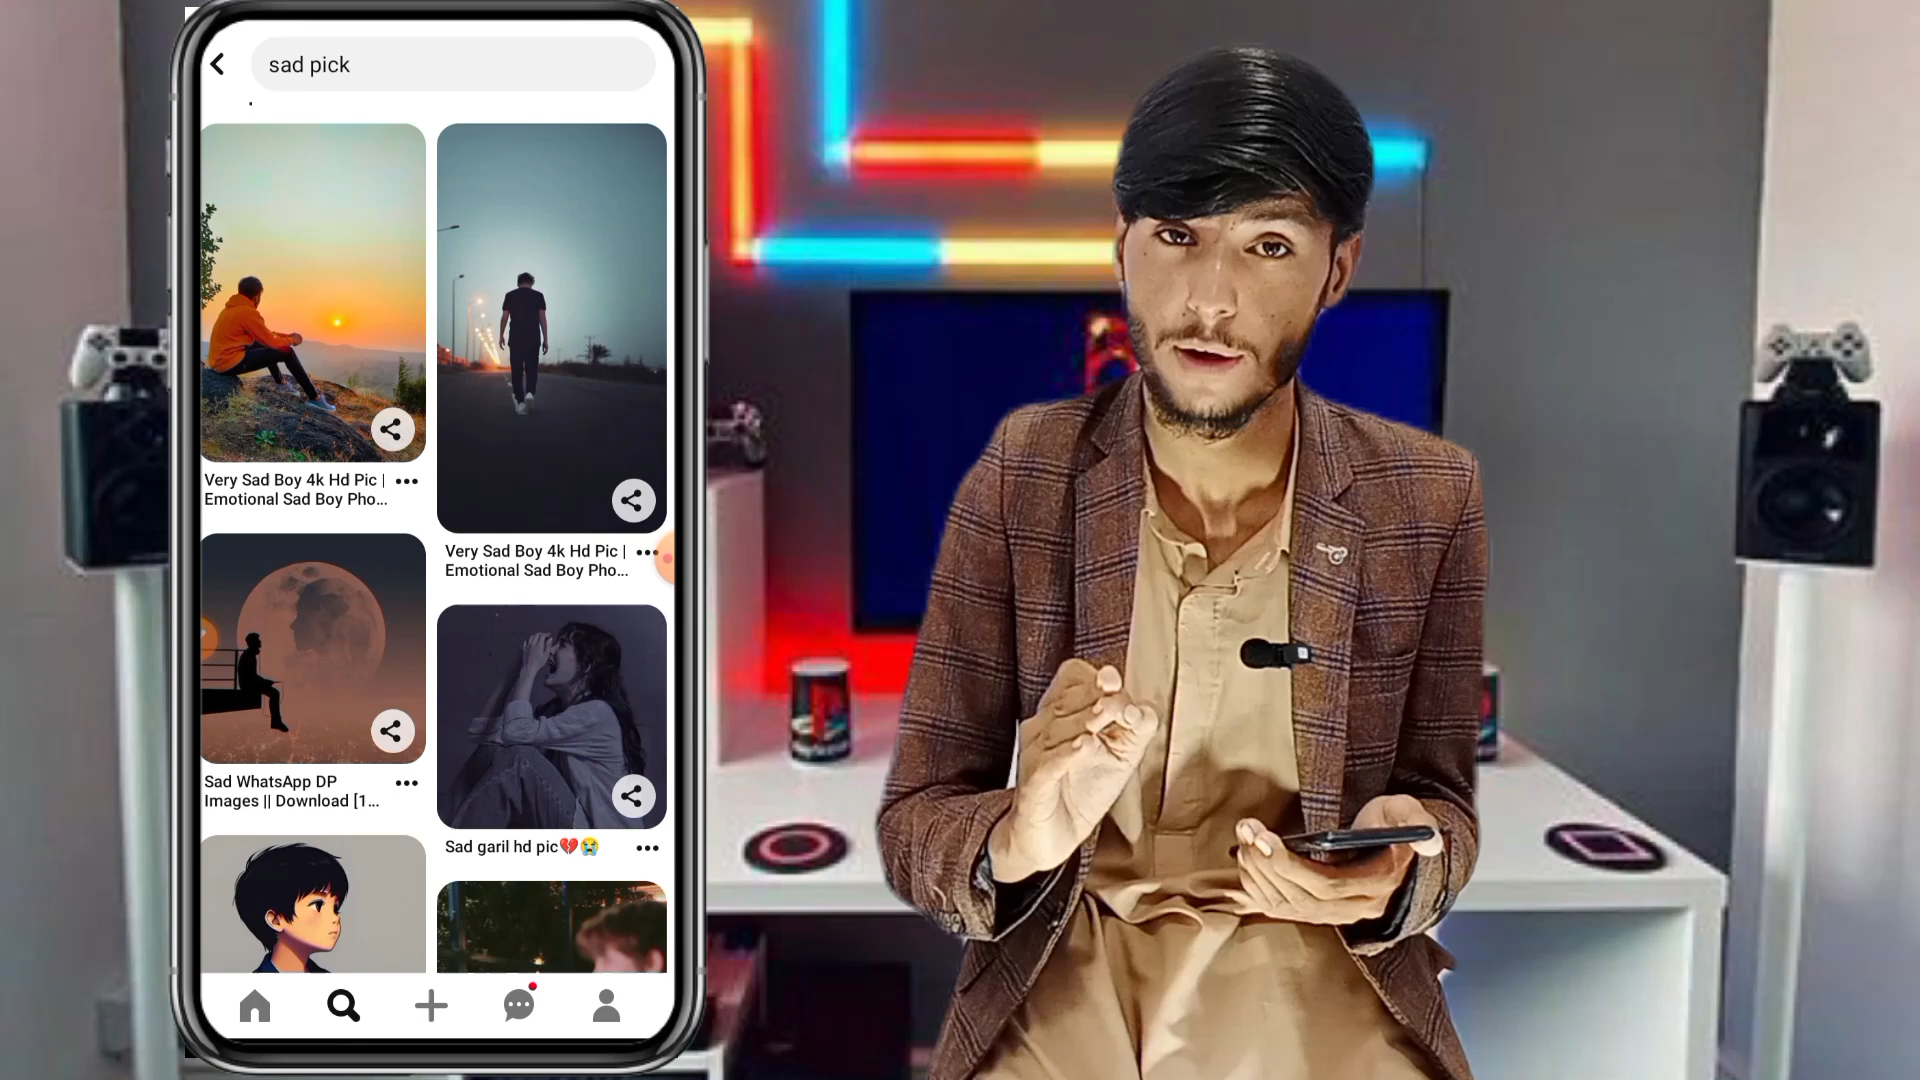 sad pick
Very Sad Boy 4k Hd Pic |
Emotional Sad Boy Pho...
Very Sad Boy 4k Hd Pic |
Emotional Sad Boy Pho...
Sad WhatsApp DP
Images || Download [1...
Sad garil hd pic💔😭